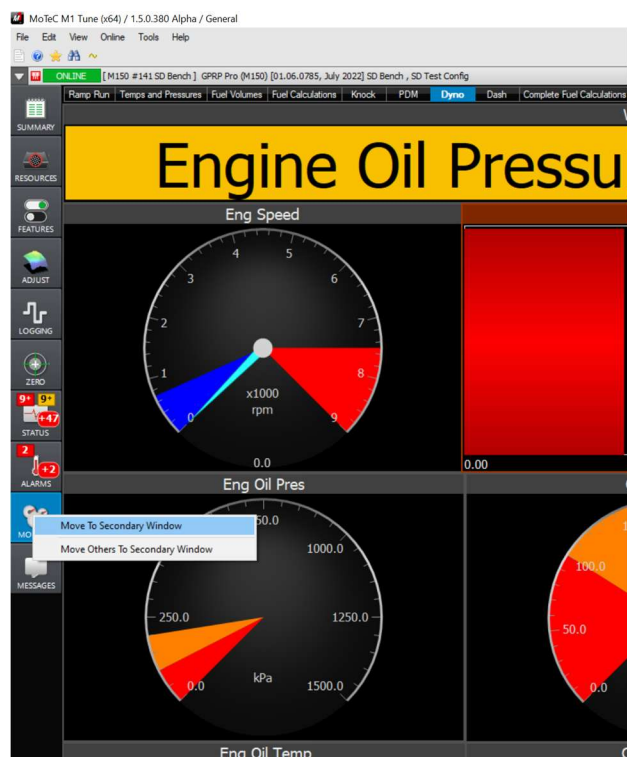 MoTeC M1 Tune (x64) / 1.5.0.380 Alpha / General
File Edit View Online Tools Help
ONLINE [M150 #141 SD Bench] GPRP Pro (M150) [01.06.0785, July 2022] SD Bench , SD Test Config
Ramp Run Temps and Pressures Fuel Volumes Fuel Calculations Knock PDM Dyno Dash Complete Fuel Calculations
SUMMARY
RESOURCES
FEATURES
ADJUST
LOGGING
ZERO
9+ 9+
+47
STATUS
2
+2
ALARMS
MO
MESSAGES
Engine Oil Pressu
Eng Speed
0 1 2 3 4 5 6 7 8 9
x1000
rpm
0.0
0.00
Eng Oil Pres
Move To Secondary Window
Move Others To Secondary Window
50.0
1000.0
250.0
1250.0
0.0
kPa
1500.0
100.0
50.0
0.0
Eng Oil Temp